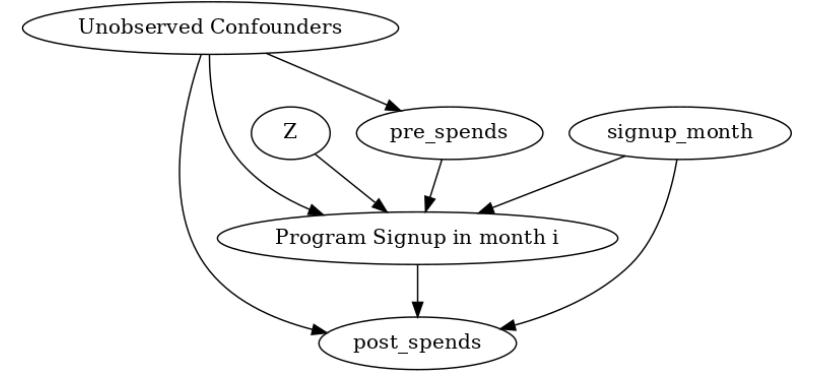 Unobserved Confounders
Z
pre_spends
signup_month
Program Signup in month i
post_spends